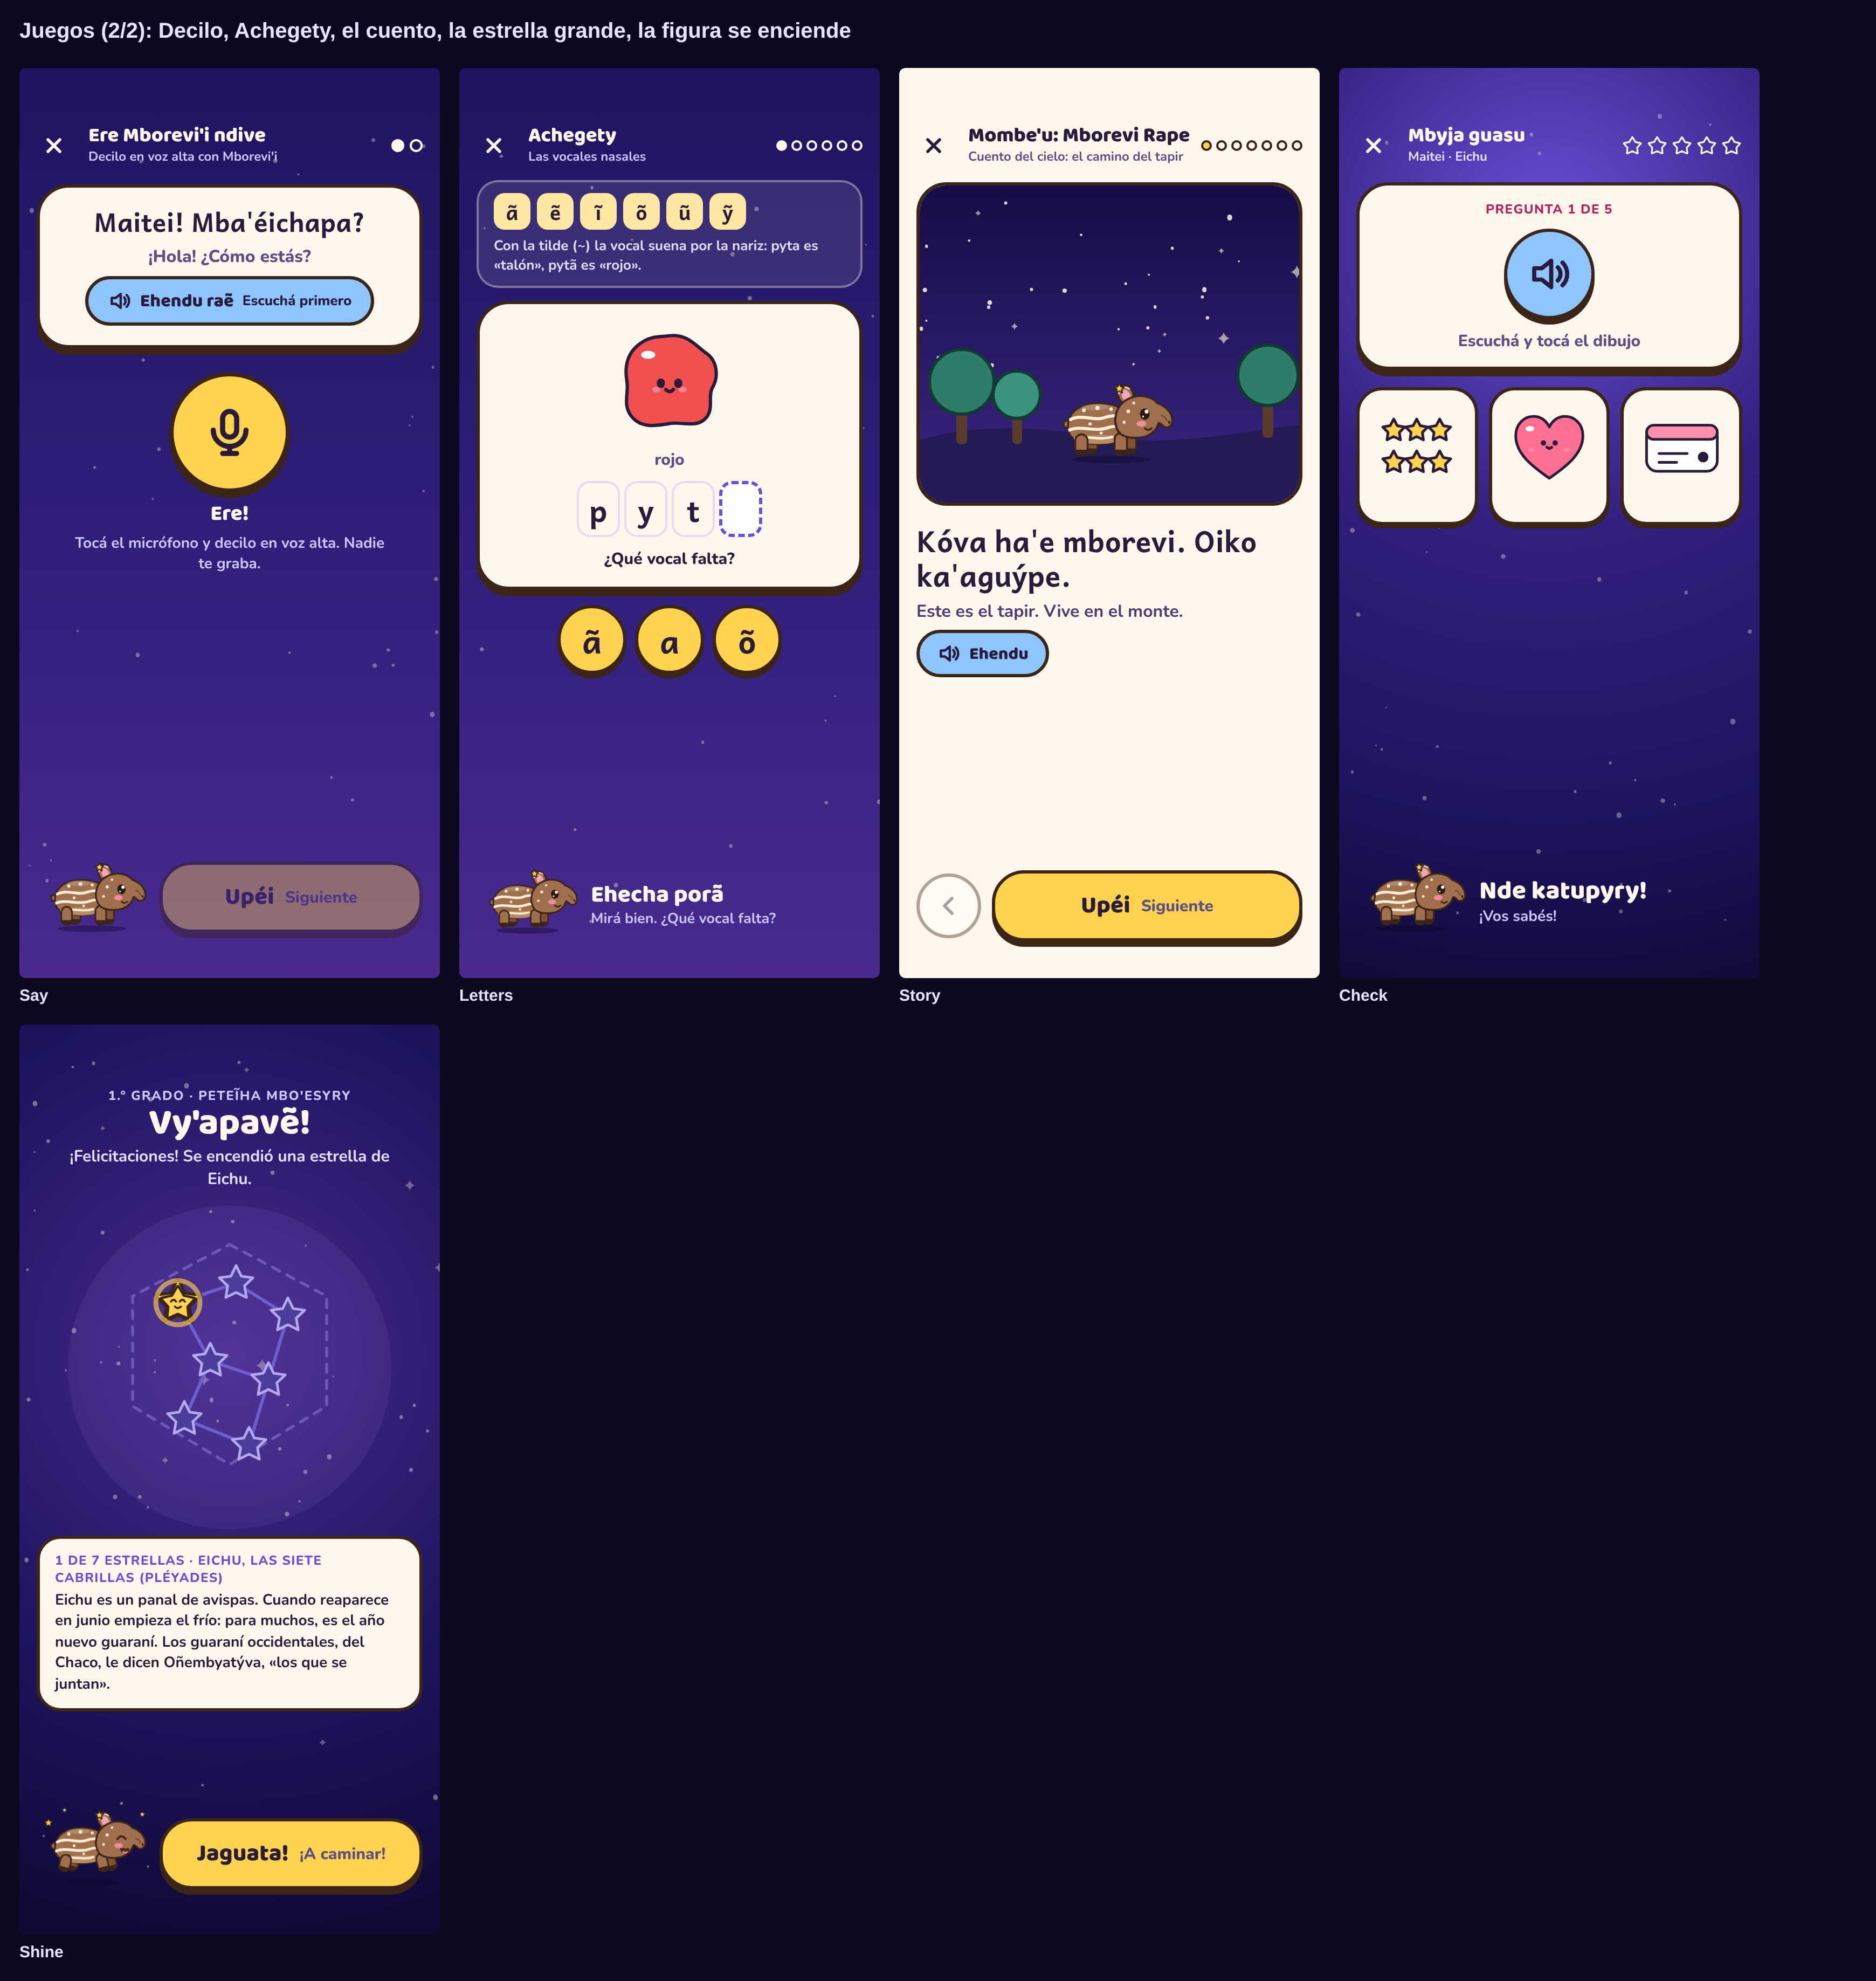 Juegos (2/2): Decilo, Achegety, el cuento, la estrella grande, la figura se enciende
Ere Mborevi'i ndive
Decilo en voz alta con Mborevi'i
Maitei! Mba'éichapa?
¡Hola! ¿Cómo estás?
Ehendu raẽ Escuchá primero
Ere!
Tocá el micrófono y decilo en voz alta. Nadie
te graba.
Upéi Siguiente
Say
Achegety
Las vocales nasales
ã ẽ ĩ õ ũ ỹ
Con la tilde (~) la vocal suena por la nariz: pyta es
«talón», pytã es «rojo».
rojo
p y t
¿Qué vocal falta?
ã a õ
Ehecha porã
Mirá bien. ¿Qué vocal falta?
Letters
Mombe'u: Mborevi Rape
Cuento del cielo: el camino del tapir
Kóva ha'e mborevi. Oiko
ka'aguýpe.
Este es el tapir. Vive en el monte.
Ehendu
Upéi Siguiente
Story
Mbyja guasu
Maitei · Eichu
PREGUNTA 1 DE 5
Escuchá y tocá el dibujo
Nde katupyry!
¡Vos sabés!
Check
1.º GRADO · PETEĨHA MBO'ESYRY
Vy'apavẽ!
¡Felicitaciones! Se encendió una estrella de
Eichu.
1 DE 7 ESTRELLAS · EICHU, LAS SIETE
CABRILLAS (PLÉYADES)
Eichu es un panal de avispas. Cuando reaparece
en junio empieza el frío: para muchos, es el año
nuevo guaraní. Los guaraní occidentales, del
Chaco, le dicen Oñembyatýva, «los que se
juntan».
Jaguata! ¡A caminar!
Shine